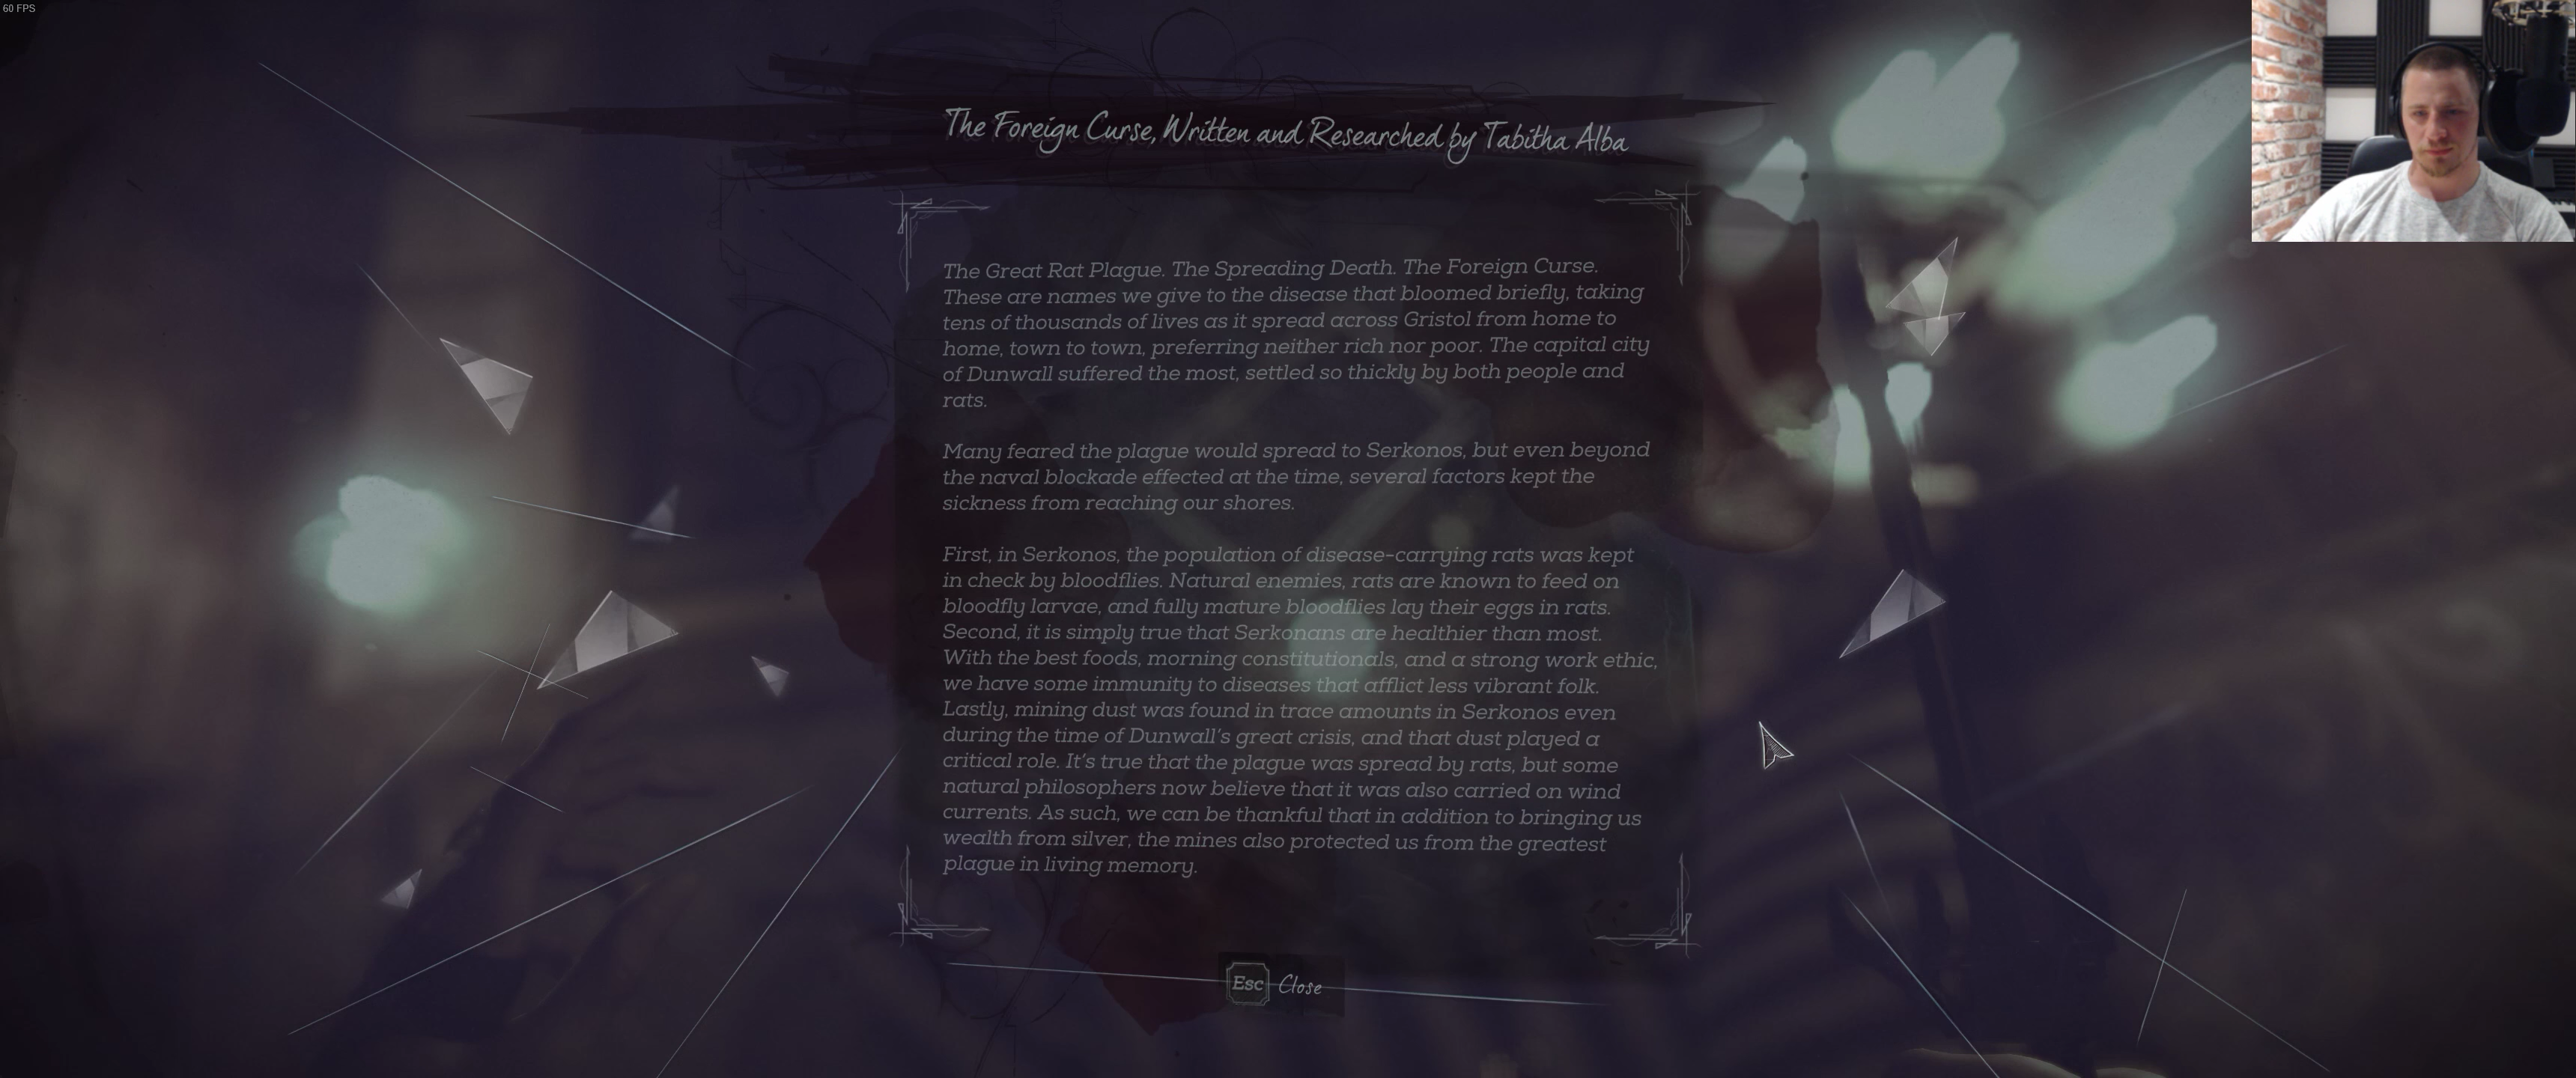 60 FPS
The Foreign Curse, Written and Researched by Tabitha Alba
The Great Rat Plague. The Spreading Death. The Foreign Curse.
These are names we give to the disease that bloomed briefly, taking
tens of thousands of lives as it spread across Gristol from home to
home, town to town, preferring neither rich nor poor. The capital city
of Dunwall suffered the most, settled so thickly by both people and
rats.
Many feared the plague would spread to Serkonos, but even beyond
the naval blockade effected at the time, several factors kept the
sickness from reaching our shores.
First, in Serkonos, the population of disease-carrying rats was kept
in check by bloodflies. Natural enemies, rats are known to feed on
bloodfly larvae, and fully mature bloodflies lay their eggs in rats.
Second, it is simply true that Serkonans are healthier than most.
With the best foods, morning constitutionals, and a strong work ethic,
we have some immunity to diseases that afflict less vibrant folk.
Lastly, mining dust was found in trace amounts in Serkonos even
during the time of Dunwall's great crisis, and that dust played a
critical role. It's true that the plague was spread by rats, but some
natural philosophers now believe that it was also carried on wind
currents. As such, we can be thankful that in addition to bringing us
wealth from silver, the mines also protected us from the greatest
plague in living memory.
Esc Close